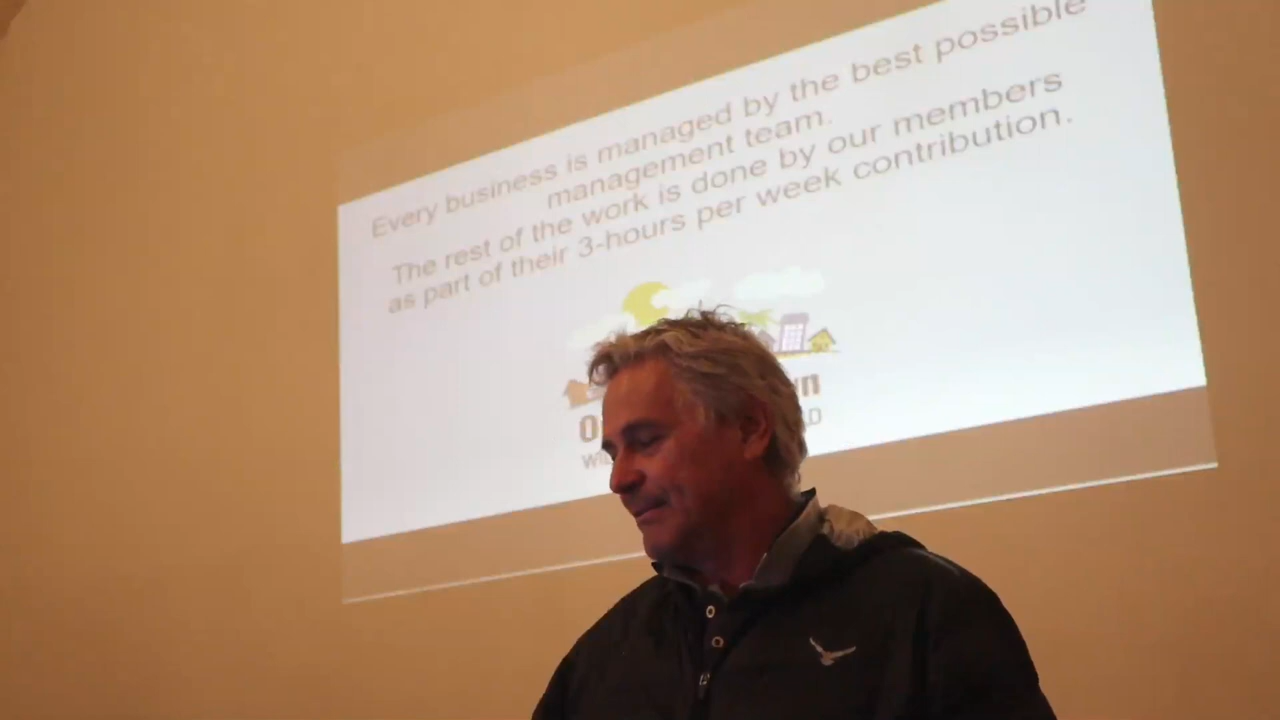 Every business is managed by the best possible
management team.
The rest of the work is done by our members
as part of their 3-hours per week contribution.